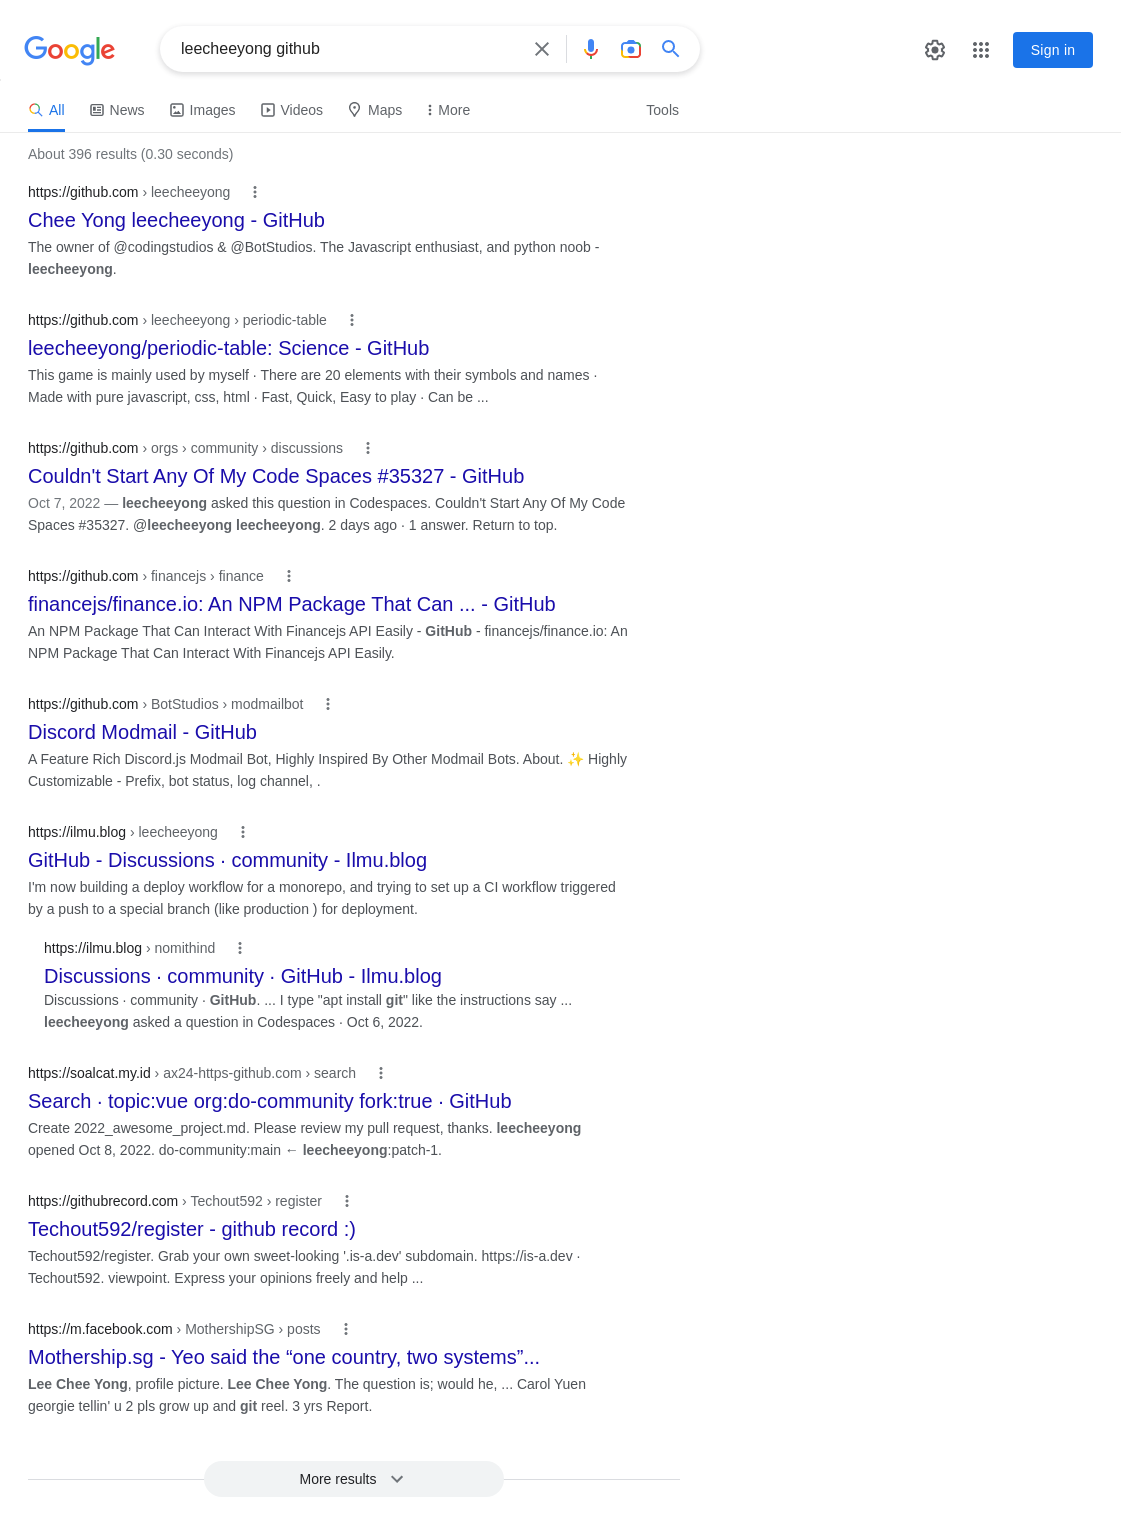 Google
leecheeyong github
Sign in
All
News
Images
Videos
Maps
More
Tools
About 396 results (0.30 seconds)
https://github.com › leecheeyong
Chee Yong leecheeyong - GitHub
The owner of @codingstudios & @BotStudios. The Javascript enthusiast, and python noob -
leecheeyong.
https://github.com › leecheeyong › periodic-table
leecheeyong/periodic-table: Science - GitHub
This game is mainly used by myself · There are 20 elements with their symbols and names ·
Made with pure javascript, css, html · Fast, Quick, Easy to play · Can be ...
https://github.com › orgs › community › discussions
Couldn't Start Any Of My Code Spaces #35327 - GitHub
Oct 7, 2022 — leecheeyong asked this question in Codespaces. Couldn't Start Any Of My Code
Spaces #35327. @leecheeyong leecheeyong. 2 days ago · 1 answer. Return to top.
https://github.com › financejs › finance
financejs/finance.io: An NPM Package That Can ... - GitHub
An NPM Package That Can Interact With Financejs API Easily - GitHub - financejs/finance.io: An
NPM Package That Can Interact With Financejs API Easily.
https://github.com › BotStudios › modmailbot
Discord Modmail - GitHub
A Feature Rich Discord.js Modmail Bot, Highly Inspired By Other Modmail Bots. About. ✨ Highly
Customizable - Prefix, bot status, log channel, .
https://ilmu.blog › leecheeyong
GitHub - Discussions · community - Ilmu.blog
I'm now building a deploy workflow for a monorepo, and trying to set up a CI workflow triggered
by a push to a special branch (like production ) for deployment.
https://ilmu.blog › nomithind
Discussions · community · GitHub - Ilmu.blog
Discussions · community · GitHub. ... I type "apt install git" like the instructions say ...
leecheeyong asked a question in Codespaces · Oct 6, 2022.
https://soalcat.my.id › ax24-https-github.com › search
Search · topic:vue org:do-community fork:true · GitHub
Create 2022_awesome_project.md. Please review my pull request, thanks. leecheeyong
opened Oct 8, 2022. do-community:main ← leecheeyong:patch-1.
https://githubrecord.com › Techout592 › register
Techout592/register - github record :)
Techout592/register. Grab your own sweet-looking '.is-a.dev' subdomain. https://is-a.dev ·
Techout592. viewpoint. Express your opinions freely and help ...
https://m.facebook.com › MothershipSG › posts
Mothership.sg - Yeo said the “one country, two systems”...
Lee Chee Yong, profile picture. Lee Chee Yong. The question is; would he, ... Carol Yuen
georgie tellin' u 2 pls grow up and git reel. 3 yrs Report.
More results